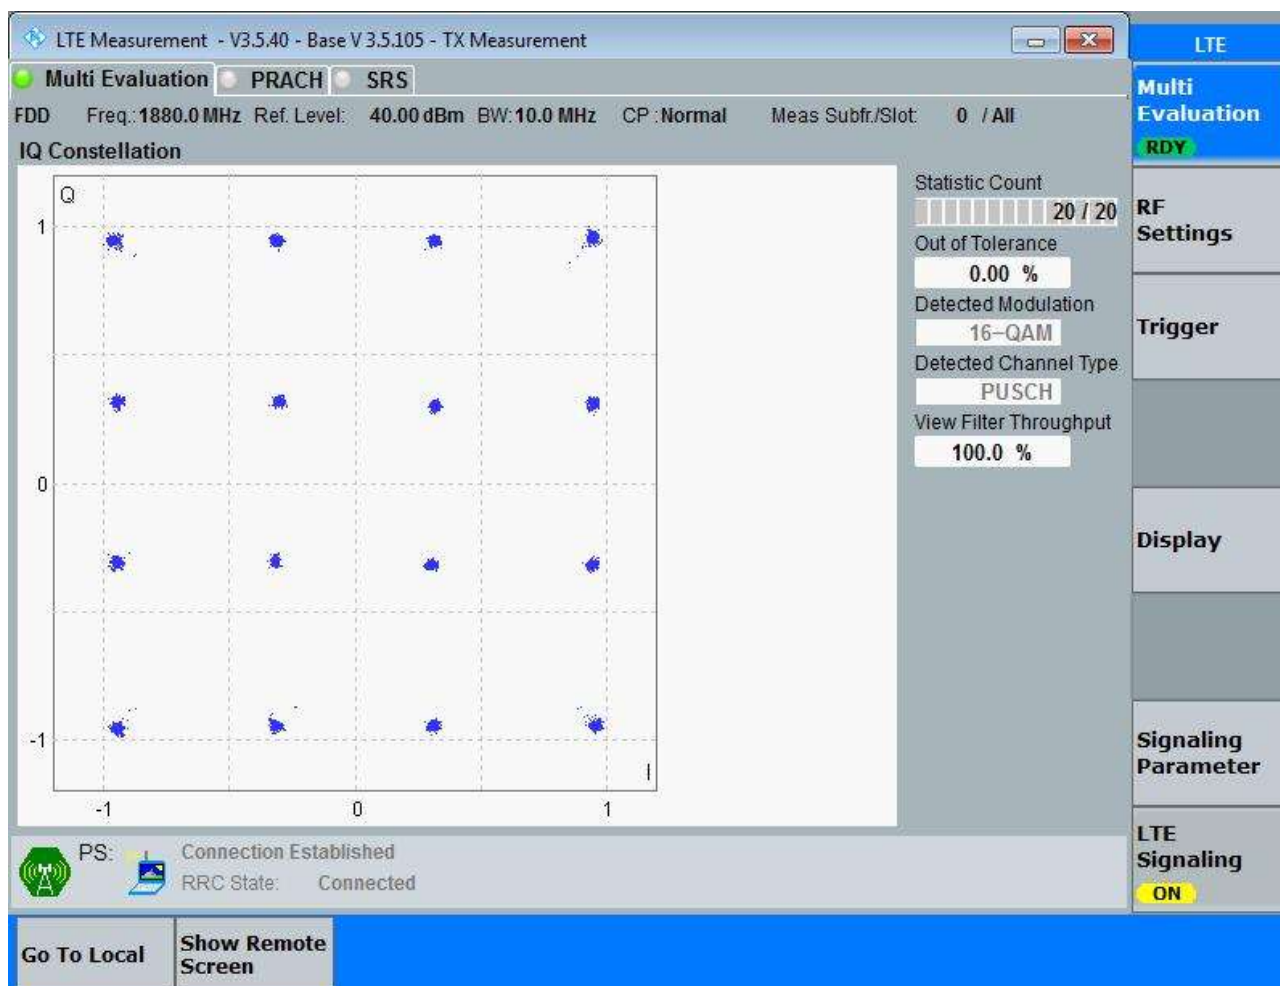 LTE Measurement - V3.5.40 - Base V 3.5.105 - TX Measurement
LTE
Multi Evaluation PRACH SRS
FDD Freq.: 1880.0 MHz Ref. Level: 40.00 dBm BW: 10.0 MHz CP : Normal Meas Subfr./Slot: 0 / All
IQ Constellation
Q
1
0
-1
I
-1 0 1
Statistic Count
20 / 20
Out of Tolerance
0.00 %
Detected Modulation
16-QAM
Detected Channel Type
PUSCH
View Filter Throughput
100.0 %
Multi
Evaluation
RDY
RF
Settings
Trigger
Display
Signaling
Parameter
LTE
Signaling
ON
PS: Connection Established
RRC State: Connected
Go To Local
Show Remote
Screen